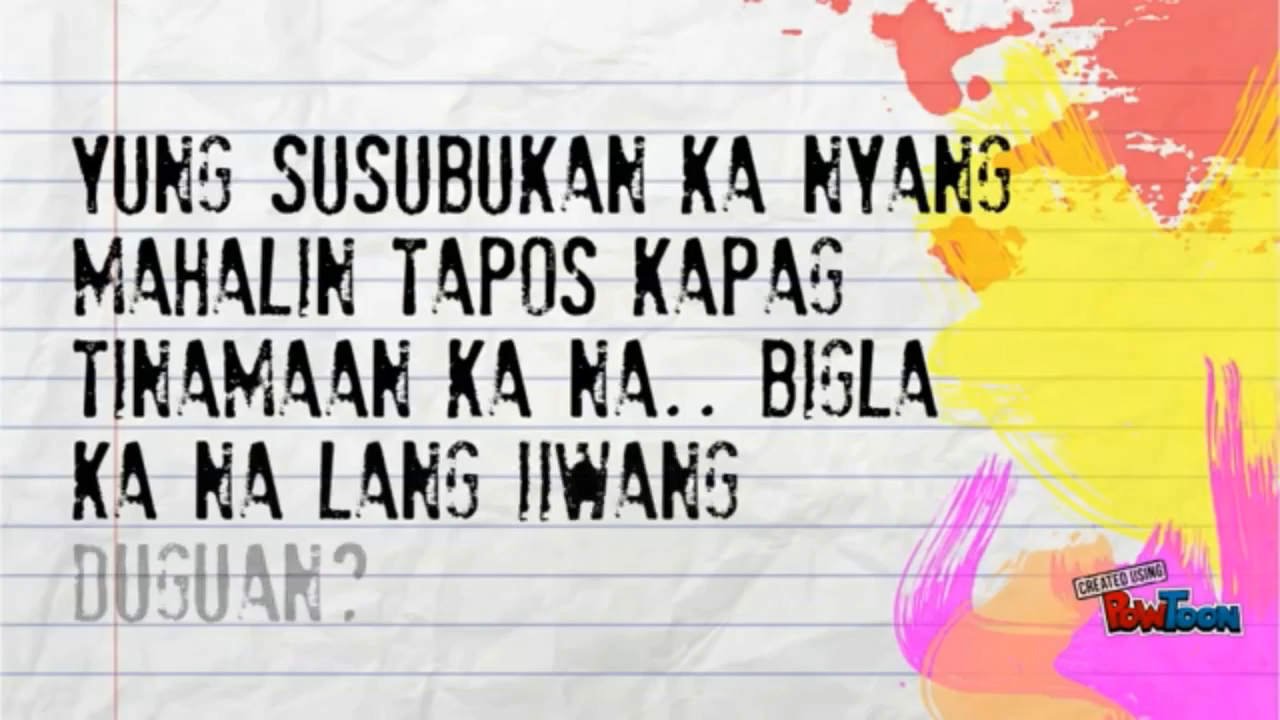 YUNG SUSUBUKAN KA NYANG
MAHALIN TAPOS KAPAG
TINAMAAN KA NA.. BIGLA
KA NA LANG IIWANG
DUGUAN?
CREATED USING
POWTOON